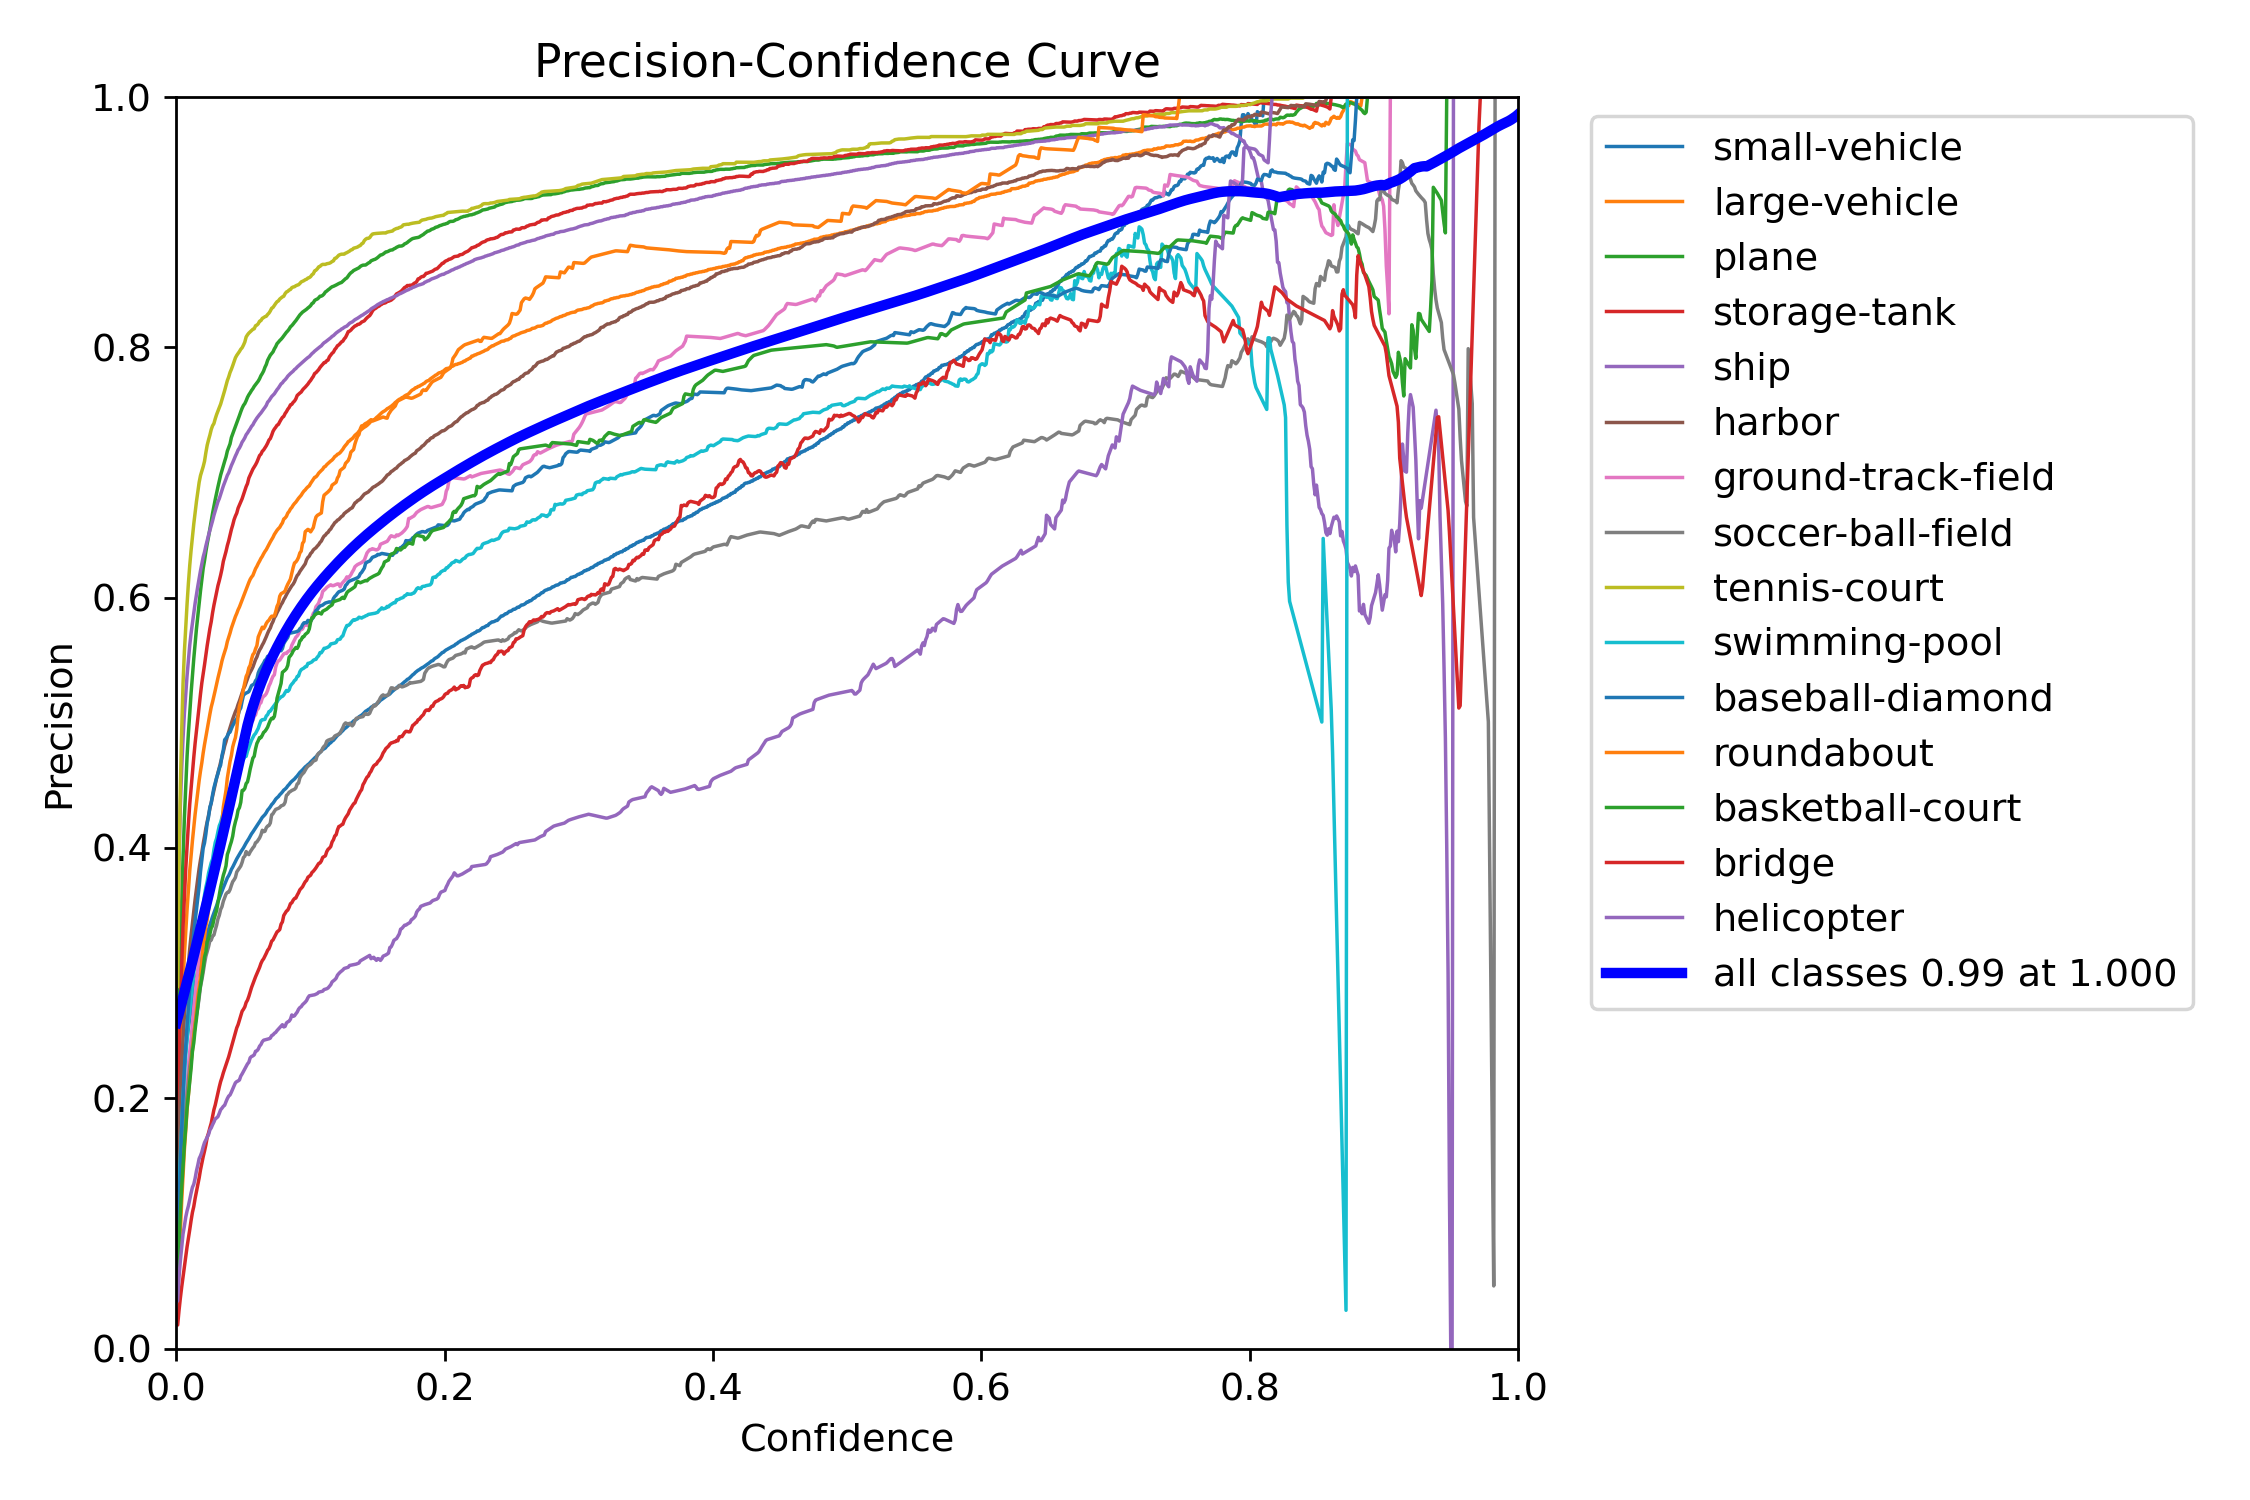 Precision-Confidence Curve
1.0
0.8
0.6
0.4
0.2
0.0
Precision
0.0 0.2 0.4 0.6 0.8 1.0
Confidence
small-vehicle
large-vehicle
plane
storage-tank
ship
harbor
ground-track-field
soccer-ball-field
tennis-court
swimming-pool
baseball-diamond
roundabout
basketball-court
bridge
helicopter
all classes 0.99 at 1.000